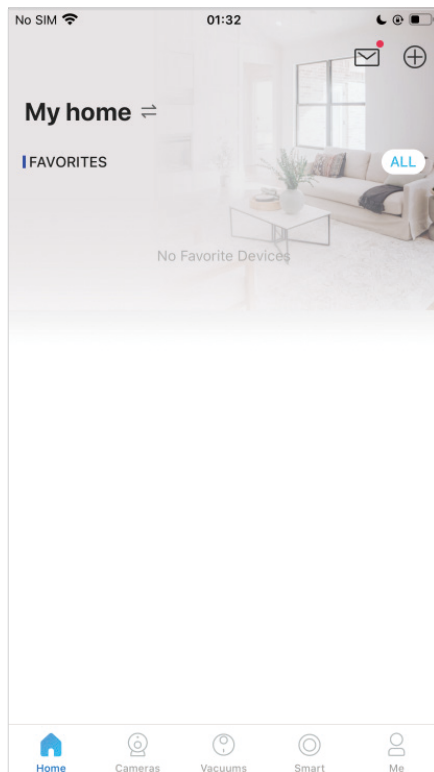 No SIM 01:32
My home
FAVORITES ALL
No Favorite Devices
Home Cameras Vacuums Smart Me